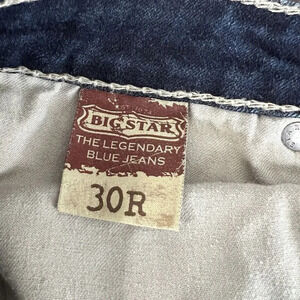 BIG STAR
THE LEGENDARY
BLUE JEANS
30R